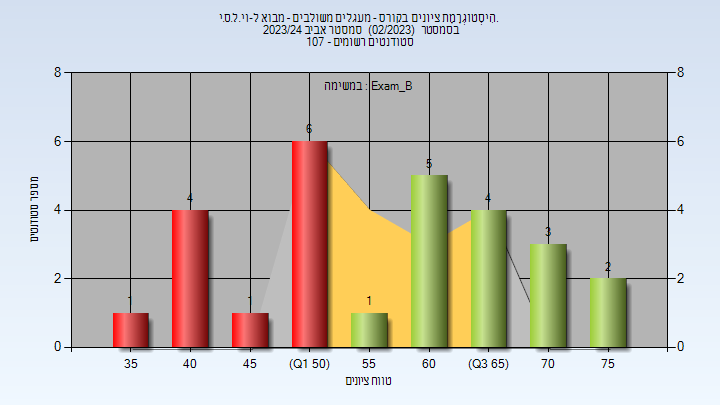 .הִיסְטוֹגְרַמַת ציונים בקורס - מעגלים משולבים - מבוא ל-וי.ל.ס.י
בסמסטר (02/2023) סמסטר אביב 2023/24
סטודנטים רשומים - 107
במשימה : Exam_B
8 8
6
6 6
5
4 4
4 4
3
2
2 2
1 1 1
0 0
35 40 45 (Q1 50) 55 60 (Q3 65) 70 75
טווח ציונים
מספר סטודנטים